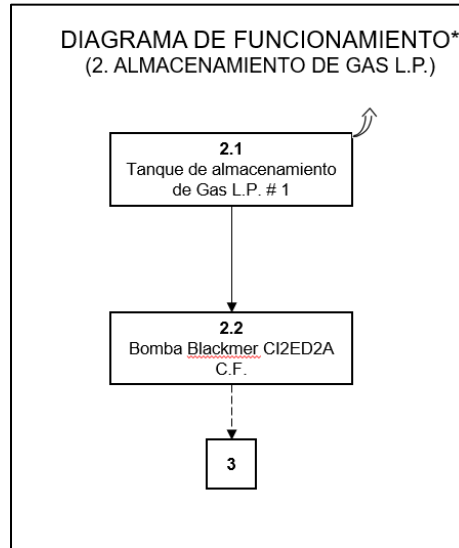 DIAGRAMA DE FUNCIONAMIENTO*
(2. ALMACENAMIENTO DE GAS L.P.)
2.1
Tanque de almacenamiento
de Gas L.P. # 1
2.2
Bomba Blackmer CI2ED2A
C.F.
3